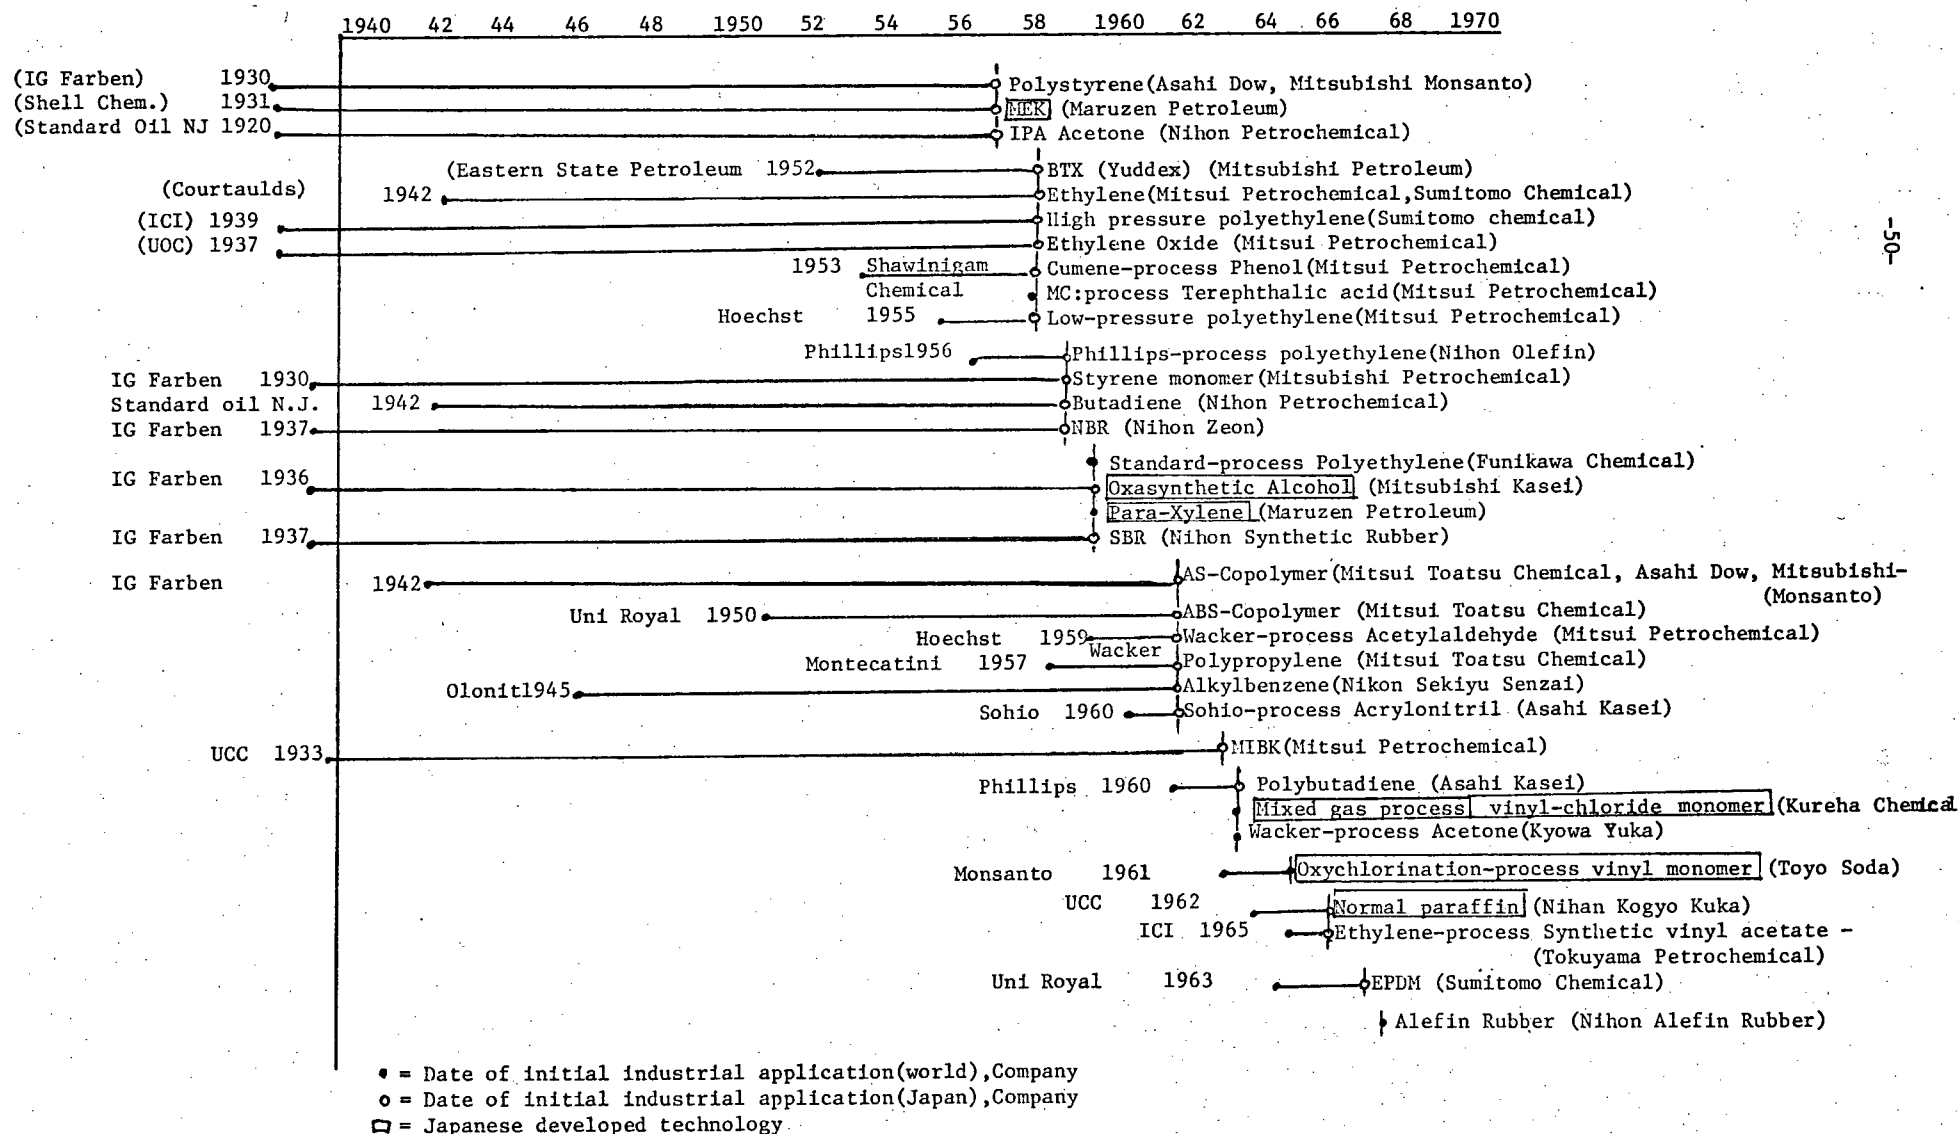 1940 42 44 46 48 1950 52 54 56 58 1960 62 64 66 68 1970
(IG Farben) 1930 Polystyrene(Asahi Dow, Mitsubishi Monsanto)
(Shell Chem.) 1931 MEK (Maruzen Petroleum)
(Standard Oil NJ 1920 IPA Acetone (Nihon Petrochemical)
(Eastern State Petroleum 1952 BTX (Yuddex) (Mitsubishi Petroleum)
(Courtaulds) 1942 Ethylene(Mitsui Petrochemical,Sumitomo Chemical)
(ICI) 1939 High pressure polyethylene(Sumitomo chemical)
(UOC) 1937 Ethylene Oxide (Mitsui Petrochemical)
1953 Shawinigam Cumene-process Phenol(Mitsui Petrochemical)
Chemical MC:process Terephthalic acid(Mitsui Petrochemical)
Hoechst 1955 Low-pressure polyethylene(Mitsui Petrochemical)
-50-
Phillips1956 Phillips-process polyethylene(Nihon Olefin)
IG Farben 1930 Styrene monomer(Mitsubishi Petrochemical)
Standard oil N.J. 1942 Butadiene (Nihon Petrochemical)
IG Farben 1937 NBR (Nihon Zeon)
Standard-process Polyethylene(Funikawa Chemical)
IG Farben 1936 Oxasynthetic Alcohol (Mitsubishi Kasei)
Para-Xylene (Maruzen Petroleum)
IG Farben 1937 SBR (Nihon Synthetic Rubber)
IG Farben 1942 AS-Copolymer(Mitsui Toatsu Chemical, Asahi Dow, Mitsubishi-
(Monsanto)
Uni Royal 1950 ABS-Copolymer (Mitsui Toatsu Chemical)
Hoechst 1959 Wacker-process Acetylaldehyde (Mitsui Petrochemical)
Wacker
Montecatini 1957 Polypropylene (Mitsui Toatsu Chemical)
Olonit1945 Alkylbenzene(Nikon Sekiyu Senzai)
Sohio 1960 Sohio-process Acrylonitril (Asahi Kasei)
UCC 1933 MIBK(Mitsui Petrochemical)
Phillips 1960 Polybutadiene (Asahi Kasei)
Mixed gas process vinyl-chloride monomer (Kureha Chemical
Wacker-process Acetone(Kyowa Yuka)
Monsanto 1961 Oxychlorination-process vinyl monomer (Toyo Soda)
UCC 1962 Normal paraffin (Nihan Kogyo Kuka)
ICI 1965 Ethylene-process Synthetic vinyl acetate -
(Tokuyama Petrochemical)
Uni Royal 1963 EPDM (Sumitomo Chemical)
Alefin Rubber (Nihon Alefin Rubber)
• = Date of initial industrial application(world),Company
o = Date of initial industrial application(Japan),Company
▭ = Japanese developed technology